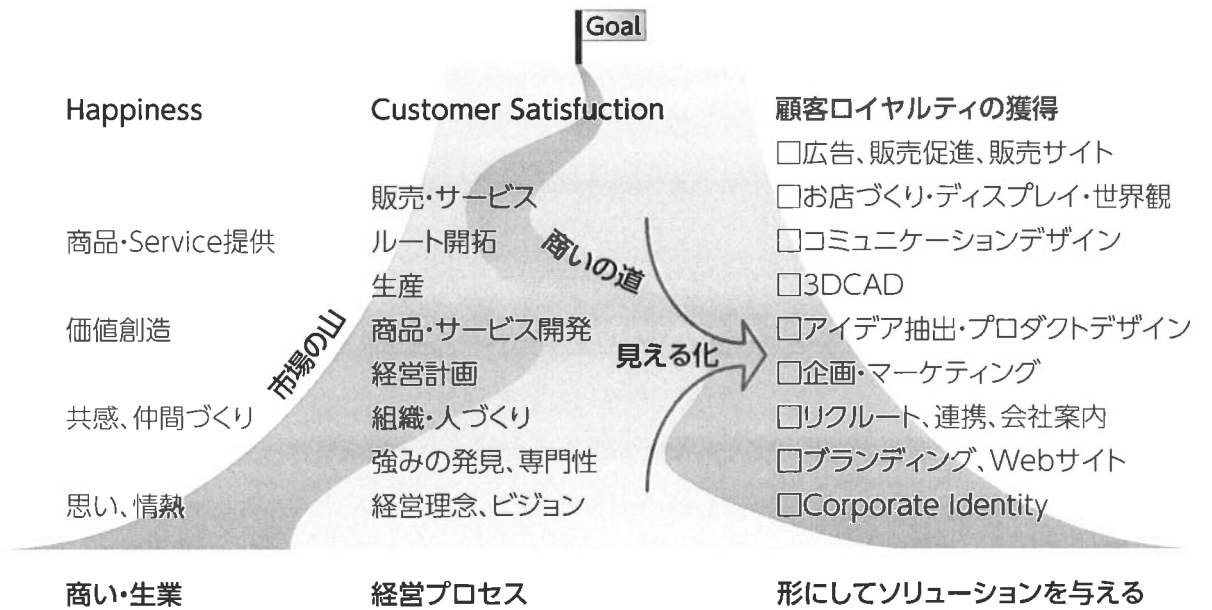 Goal
Happiness
Customer Satisfuction
顧客ロイヤルティの獲得
□広告、販売促進、販売サイト
販売・サービス
□お店づくり・ディスプレイ・世界観
商品・Service提供
ルート開拓
商いの道
□コミュニケーションデザイン
生産
□3DCAD
価値創造
市場の山
商品・サービス開発
見える化
□アイデア抽出・プロダクトデザイン
経営計画
□企画・マーケティング
共感、仲間づくり
組織・人づくり
□リクルート、連携、会社案内
強みの発見、専門性
□ブランディング、Webサイト
思い、情熱
経営理念、ビジョン
□Corporate Identity
商い・生業
経営プロセス
形にしてソリューションを与える